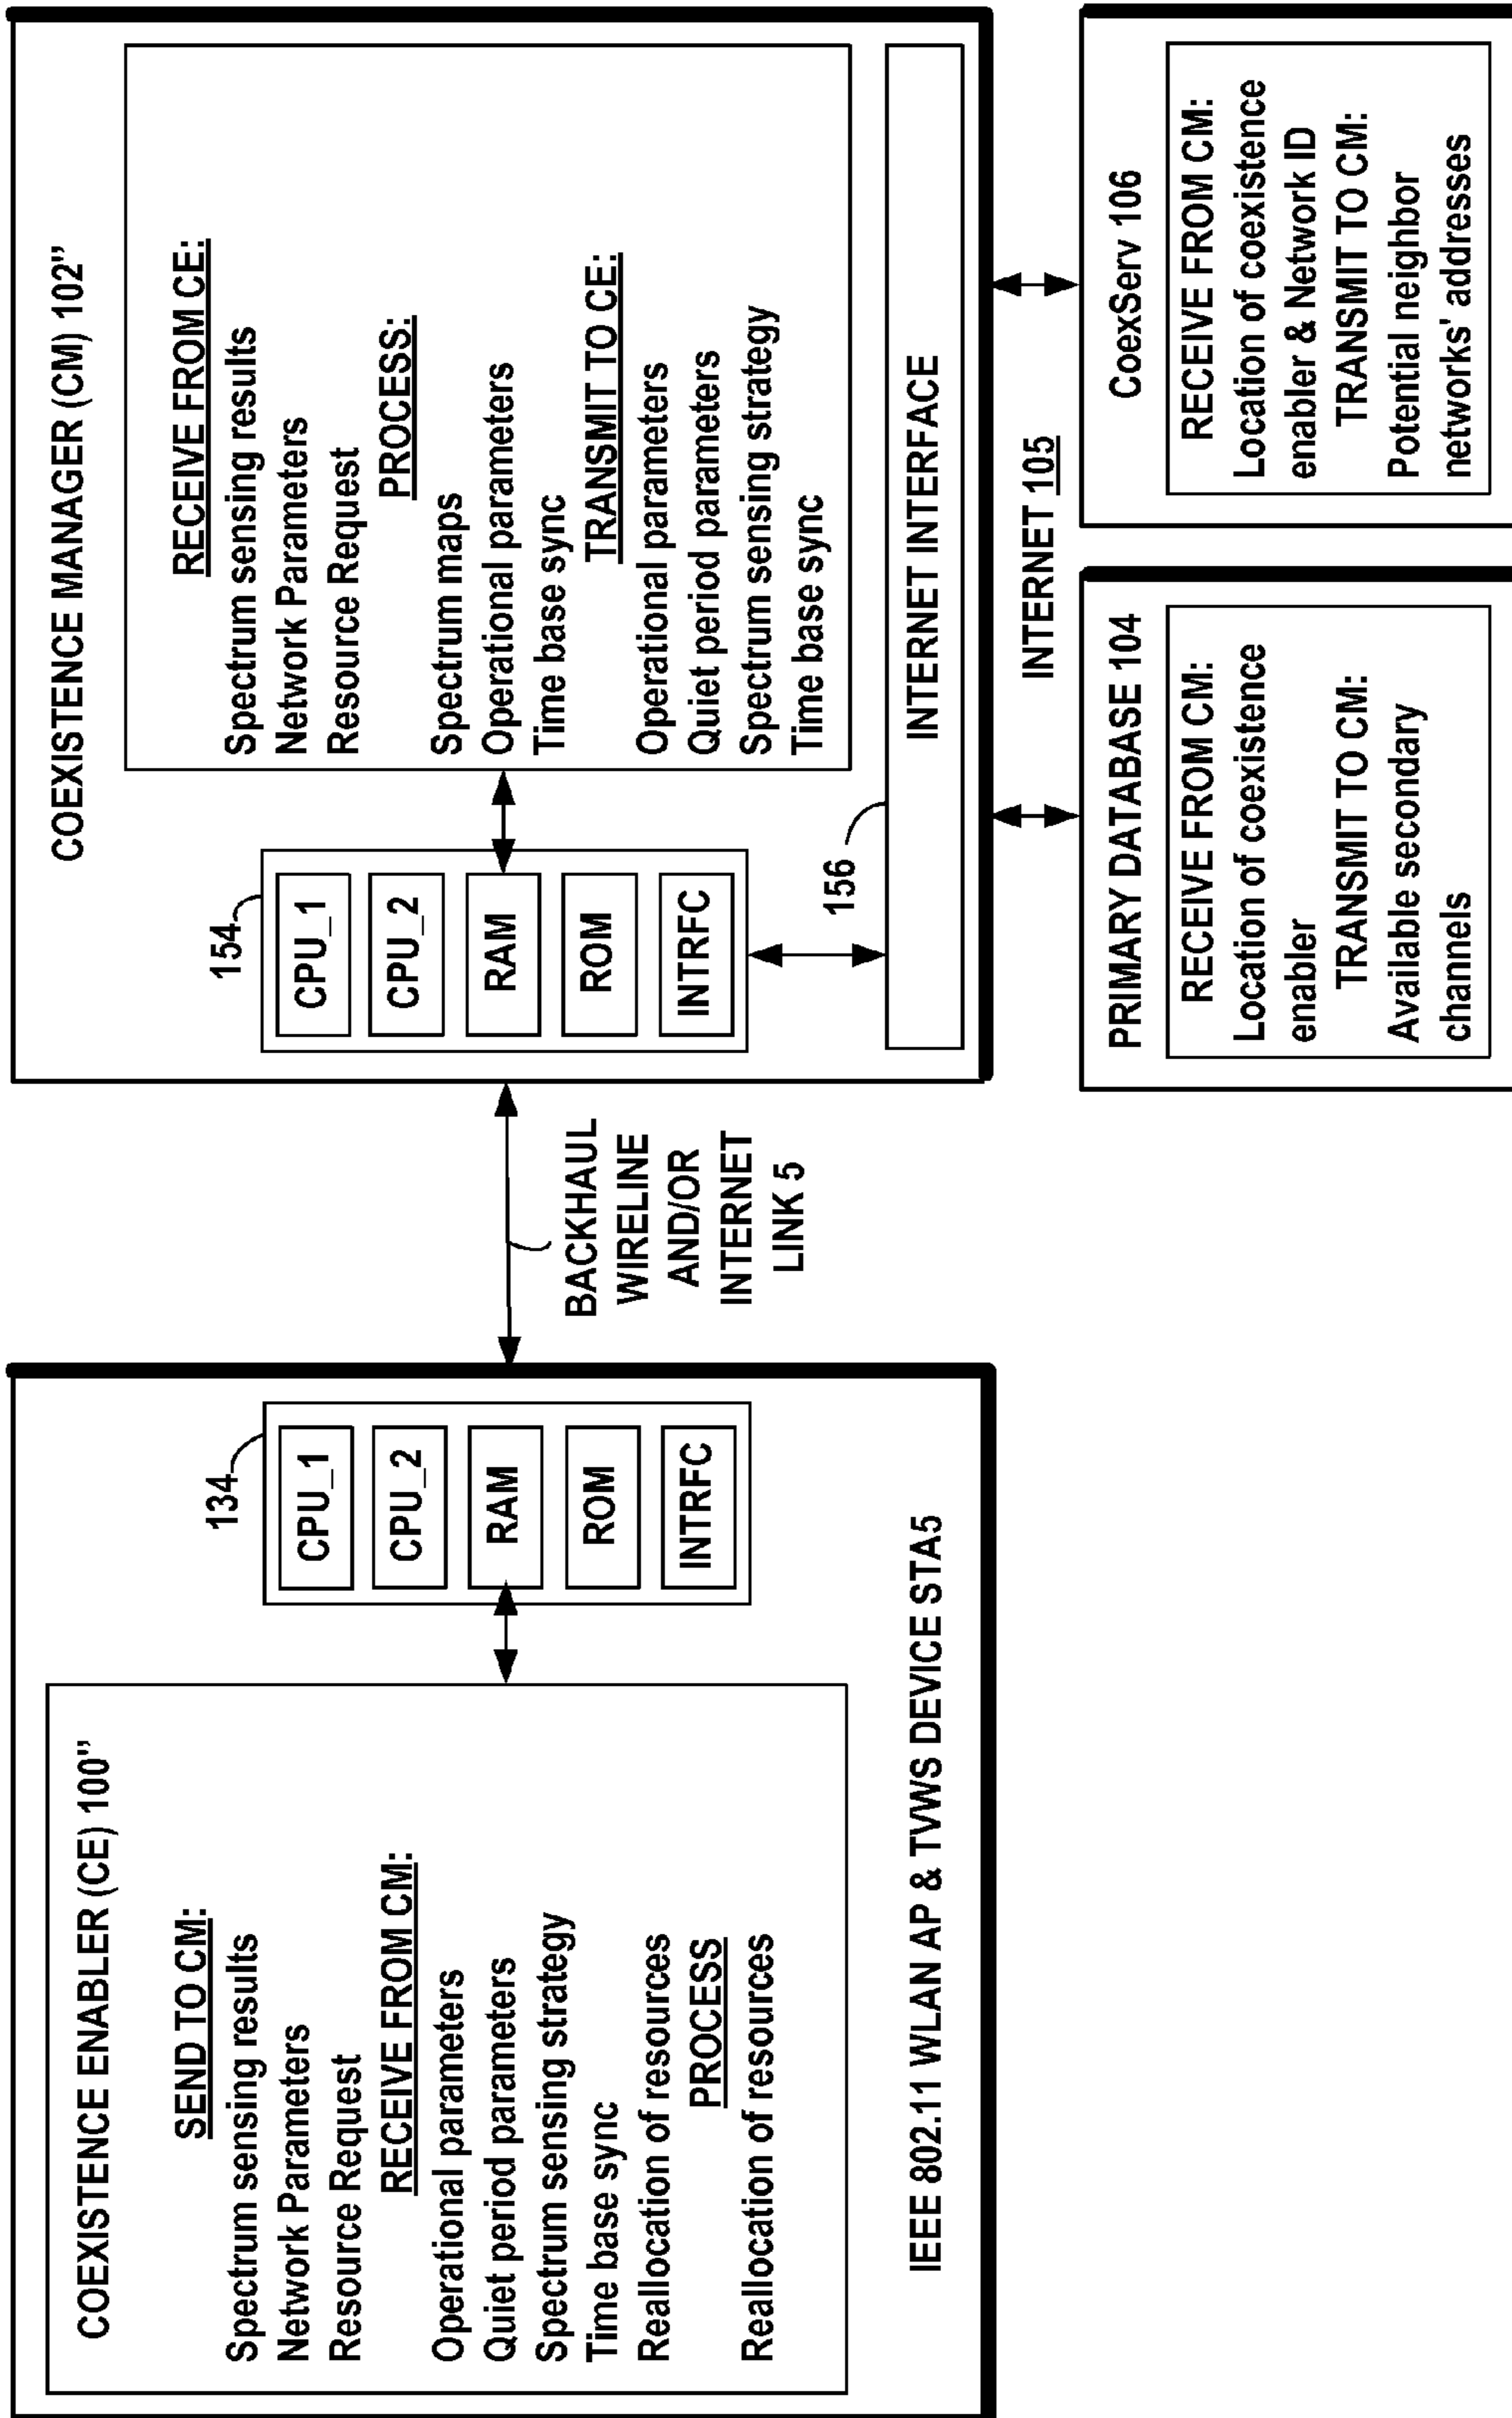 COEXISTENCE ENABLER (CE) 100”
SEND TO CM:
Spectrum sensing results
Network Parameters
Resource Request
RECEIVE FROM CM:
Operational parameters
Quiet period parameters
Spectrum sensing strategy
Time base sync
Reallocation of resources
PROCESS
Reallocation of resources
134
CPU_1
CPU_2
RAM
ROM
INTRFC
IEEE 802.11 WLAN AP & TVWS DEVICE STA5
BACKHAUL
WIRELINE
AND/OR
INTERNET
LINK 5
COEXISTENCE MANAGER (CM) 102”
154
CPU_1
CPU_2
RAM
ROM
INTRFC
RECEIVE FROM CE:
Spectrum sensing results
Network Parameters
Resource Request
PROCESS:
Spectrum maps
Operational parameters
Time base sync
TRANSMIT TO CE:
Operational parameters
Quiet period parameters
Spectrum sensing strategy
Time base sync
156
INTERNET INTERFACE
INTERNET 105
PRIMARY DATABASE 104
RECEIVE FROM CM:
Location of coexistence
enabler
TRANSMIT TO CM:
Available secondary
channels
CoexServ 106
RECEIVE FROM CM:
Location of coexistence
enabler & Network ID
TRANSMIT TO CM:
Potential neighbor
networks' addresses